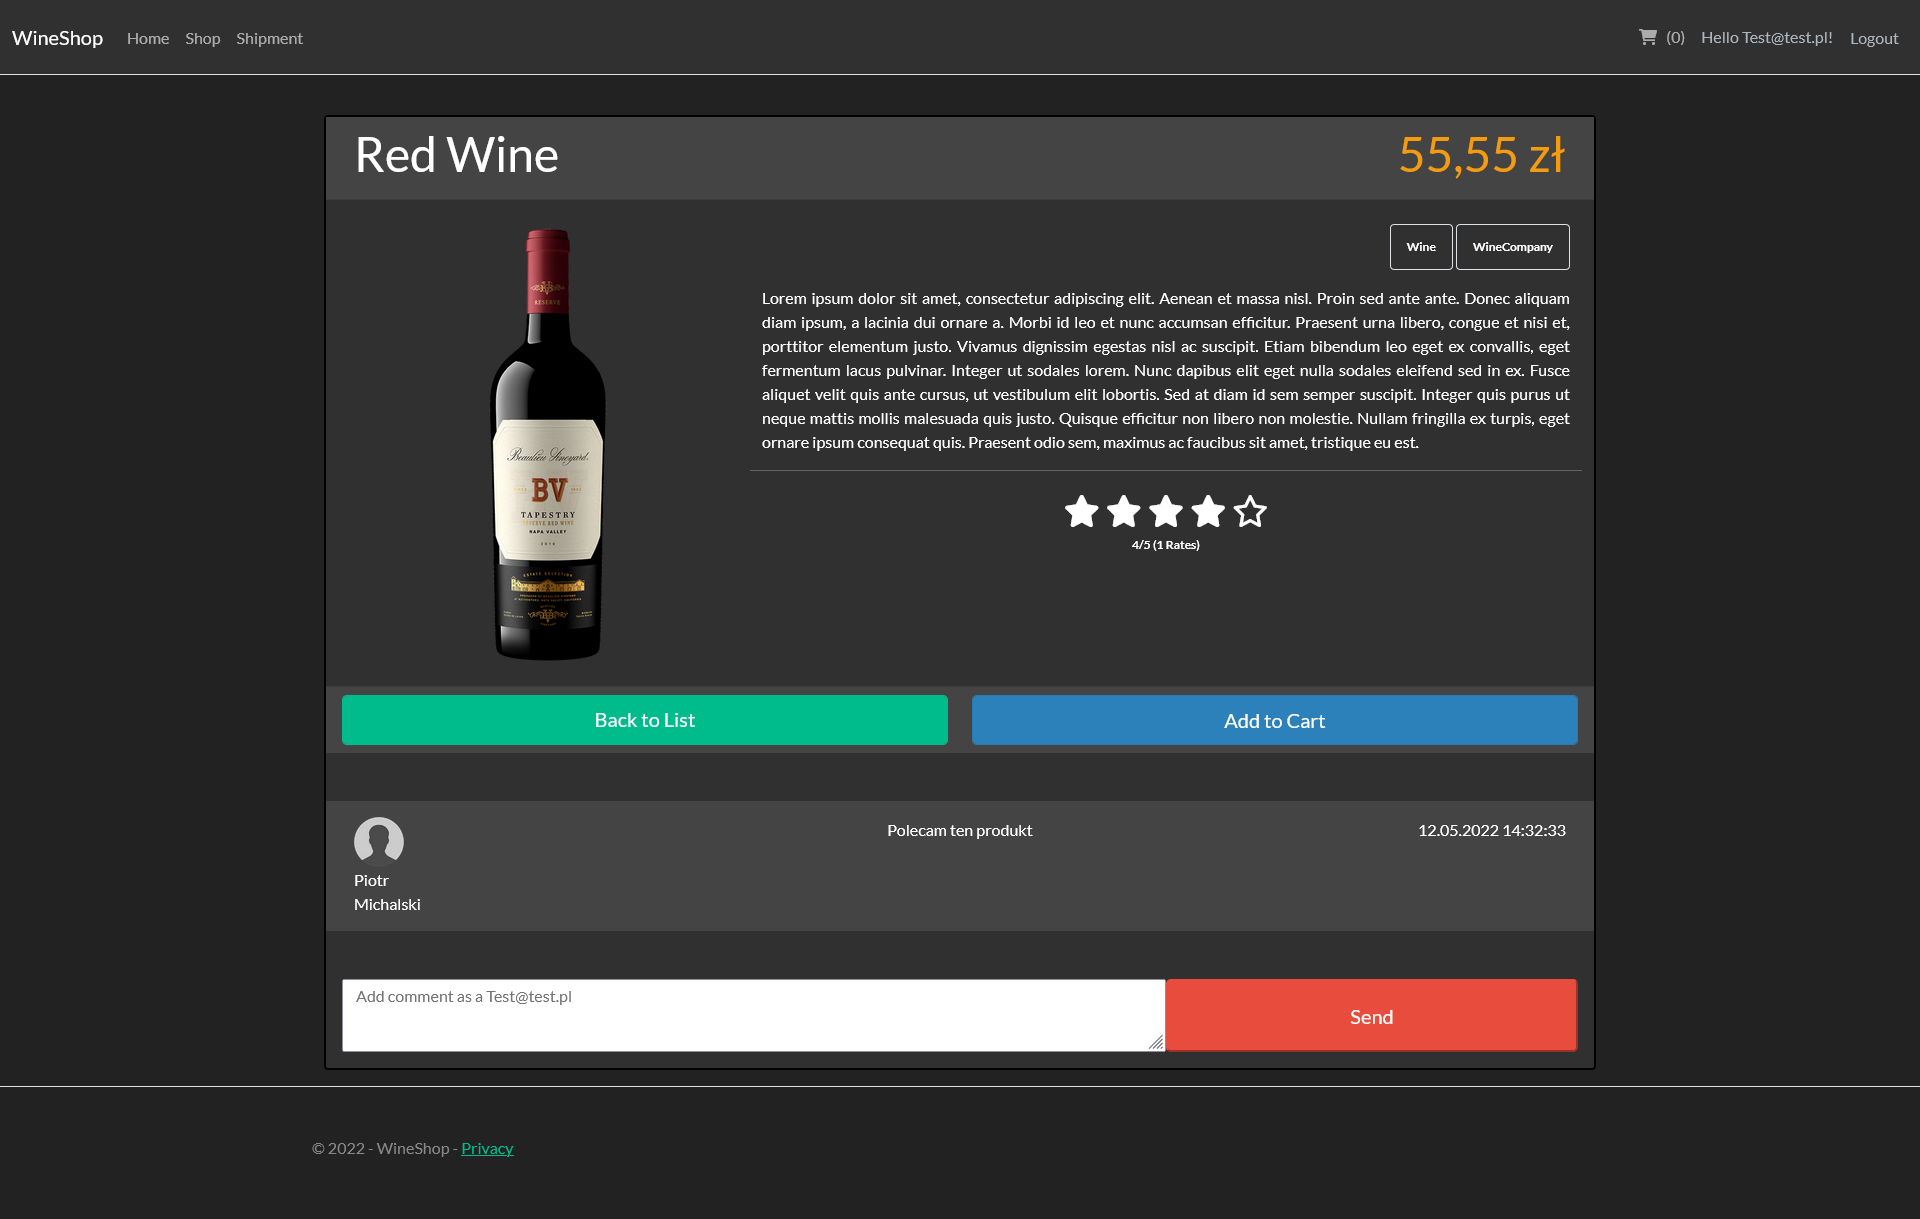 WineShop Home Shop Shipment (0) Hello Test@test.pl! Logout
Red Wine 55,55 zł
Wine WineCompany
Lorem ipsum dolor sit amet, consectetur adipiscing elit. Aenean et massa nisl. Proin sed ante ante. Donec aliquam
diam ipsum, a lacinia dui ornare a. Morbi id leo et nunc accumsan efficitur. Praesent urna libero, congue et nisi et,
porttitor elementum justo. Vivamus dignissim egestas nisl ac suscipit. Etiam bibendum leo eget ex convallis, eget
fermentum lacus pulvinar. Integer ut sodales lorem. Nunc dapibus elit eget nulla sodales eleifend sed in ex. Fusce
aliquet velit quis ante cursus, ut vestibulum elit lobortis. Sed at diam id sem semper suscipit. Integer quis purus ut
neque mattis mollis malesuada quis justo. Quisque efficitur non libero non molestie. Nullam fringilla ex turpis, eget
ornare ipsum consequat quis. Praesent odio sem, maximus ac faucibus sit amet, tristique eu est.
4/5 (1 Rates)
RESERVE
Beaulieu Vineyard
BV
TAPESTRY
RESERVE RED WINE
NAPA VALLEY
ESTATE SELECTION
Back to List Add to Cart
Polecam ten produkt 12.05.2022 14:32:33
Piotr
Michalski
Add comment as a Test@test.pl
Send
© 2022 - WineShop - Privacy